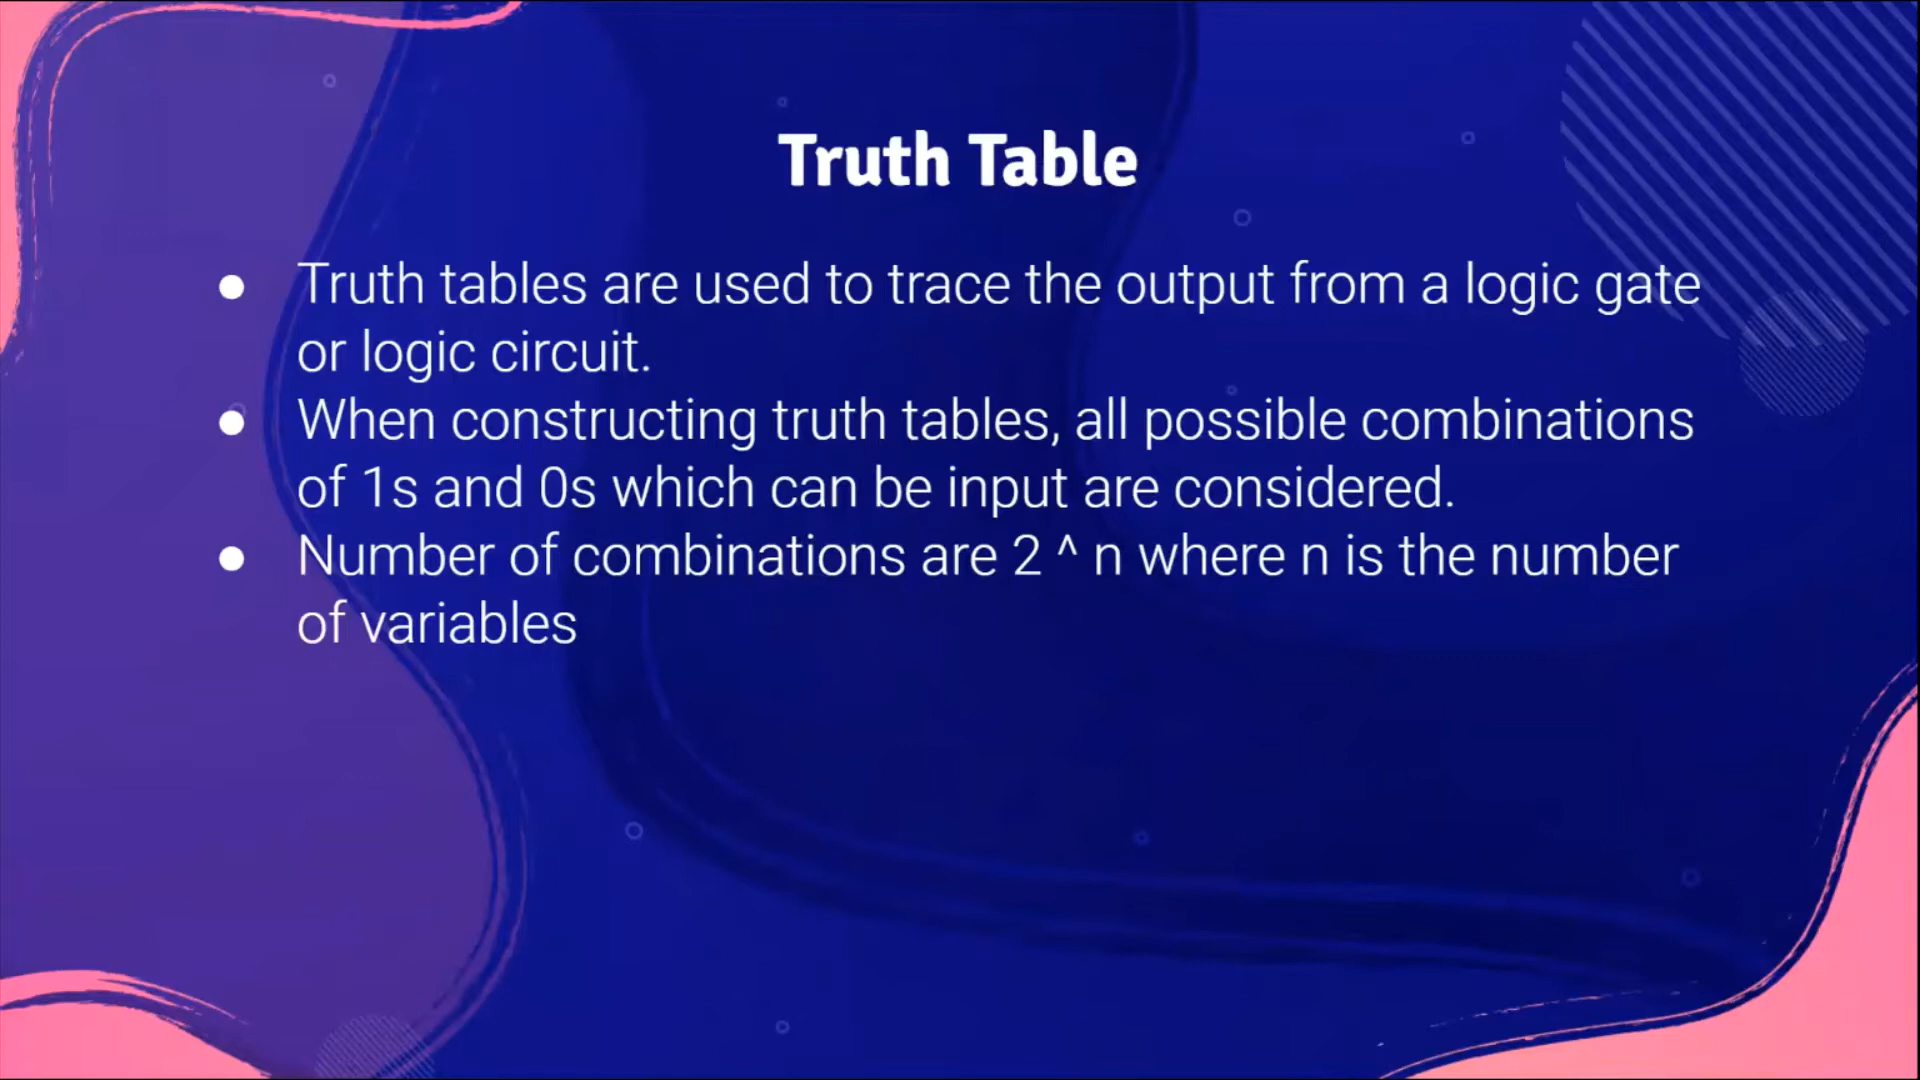 Truth Table
● Truth tables are used to trace the output from a logic gate
or logic circuit.
● When constructing truth tables, all possible combinations
of 1s and 0s which can be input are considered.
● Number of combinations are 2 ^ n where n is the number
of variables